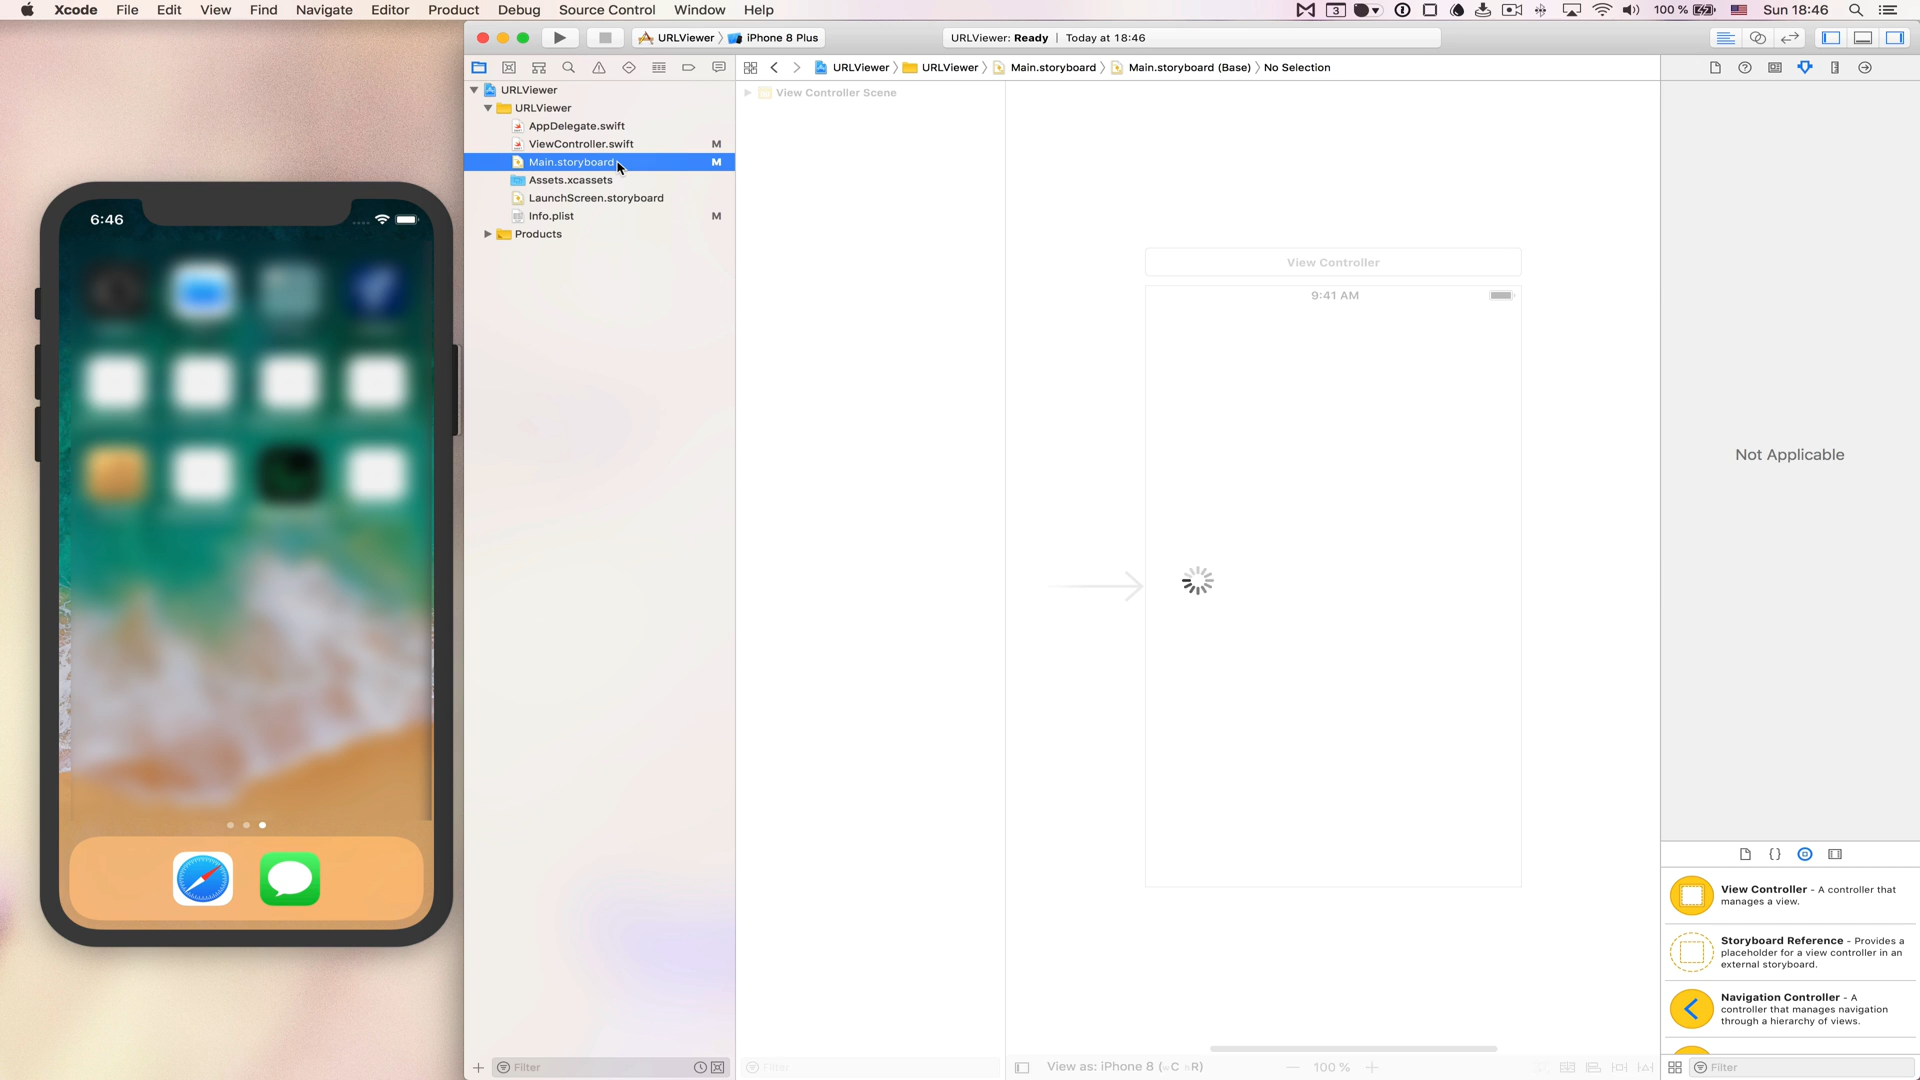 Xcode File Edit View Find Navigate Editor Product Debug Source Control Window Help
3 100 % Sun 18:46
URLViewer iPhone 8 Plus
URLViewer: Ready | Today at 18:46
URLViewer URLViewer Main.storyboard Main.storyboard (Base) No Selection
URLViewer
URLViewer
AppDelegate.swift
ViewController.swift M
Main.storyboard M
Assets.xcassets
LaunchScreen.storyboard
Info.plist M
Products
View Controller Scene
6:46
View Controller
9:41 AM
Not Applicable
{}
View Controller - A controller that
manages a view.
Storyboard Reference - Provides a
placeholder for a view controller in an
external storyboard.
Navigation Controller - A
controller that manages navigation
through a hierarchy of views.
Filter
Filter
View as: iPhone 8 (wC hR)
100 %
Filter